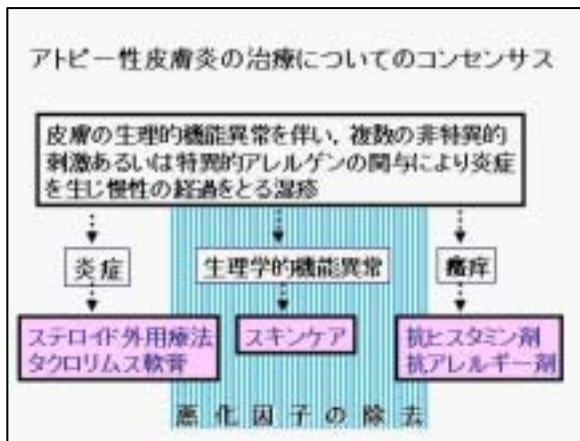 アトピー性皮膚炎の治療についてのコンセンサス
皮膚の生理的機能異常を伴い、複数の非特異的
刺激あるいは特異的アレルゲンの関与により炎症
を生じ慢性の経過をとる湿疹
炎症
生理学的機能異常
瘙痒
ステロイド外用療法
タクロリムス軟膏
スキンケア
抗ヒスタミン剤
抗アレルギー剤
悪化因子の除去